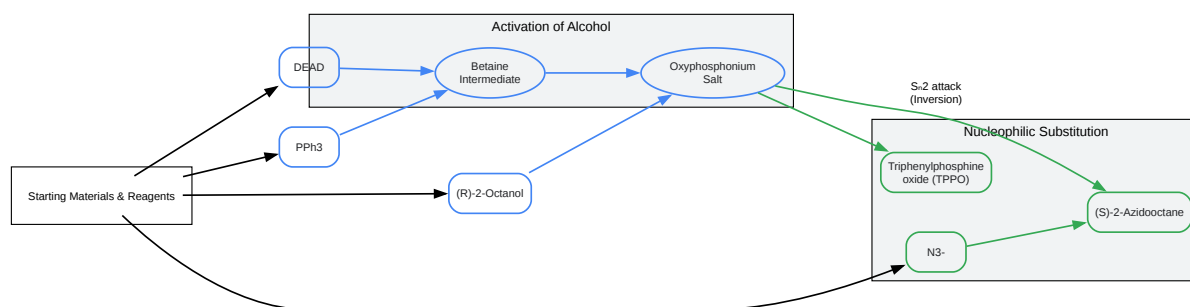 Activation of Alcohol
DEAD
Betaine
Intermediate
Oxyphosphonium
Salt
Sₙ2 attack
(Inversion)
Nucleophilic Substitution
PPh3
Triphenylphosphine
oxide (TPPO)
Starting Materials & Reagents
(R)-2-Octanol
(S)-2-Azidooctane
N3-